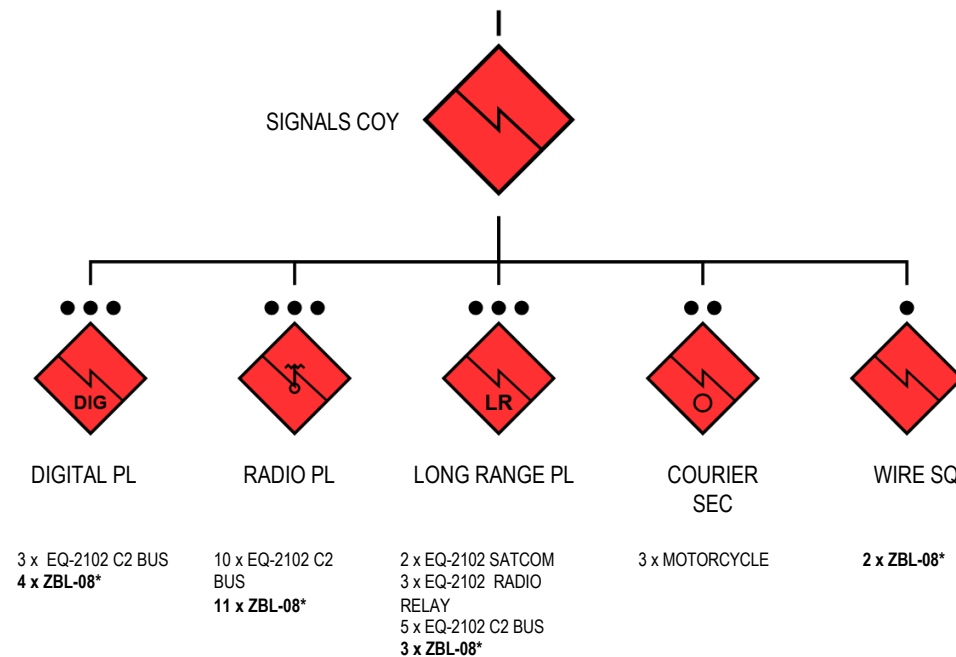 SIGNALS COY
DIG
LR
DIGITAL PL
RADIO PL
LONG RANGE PL
COURIER
SEC
WIRE SQ
3 x EQ-2102 C2 BUS
4 x ZBL-08*
10 x EQ-2102 C2
BUS
11 x ZBL-08*
2 x EQ-2102 SATCOM
3 x EQ-2102 RADIO
RELAY
5 x EQ-2102 C2 BUS
3 x ZBL-08*
3 x MOTORCYCLE
2 x ZBL-08*